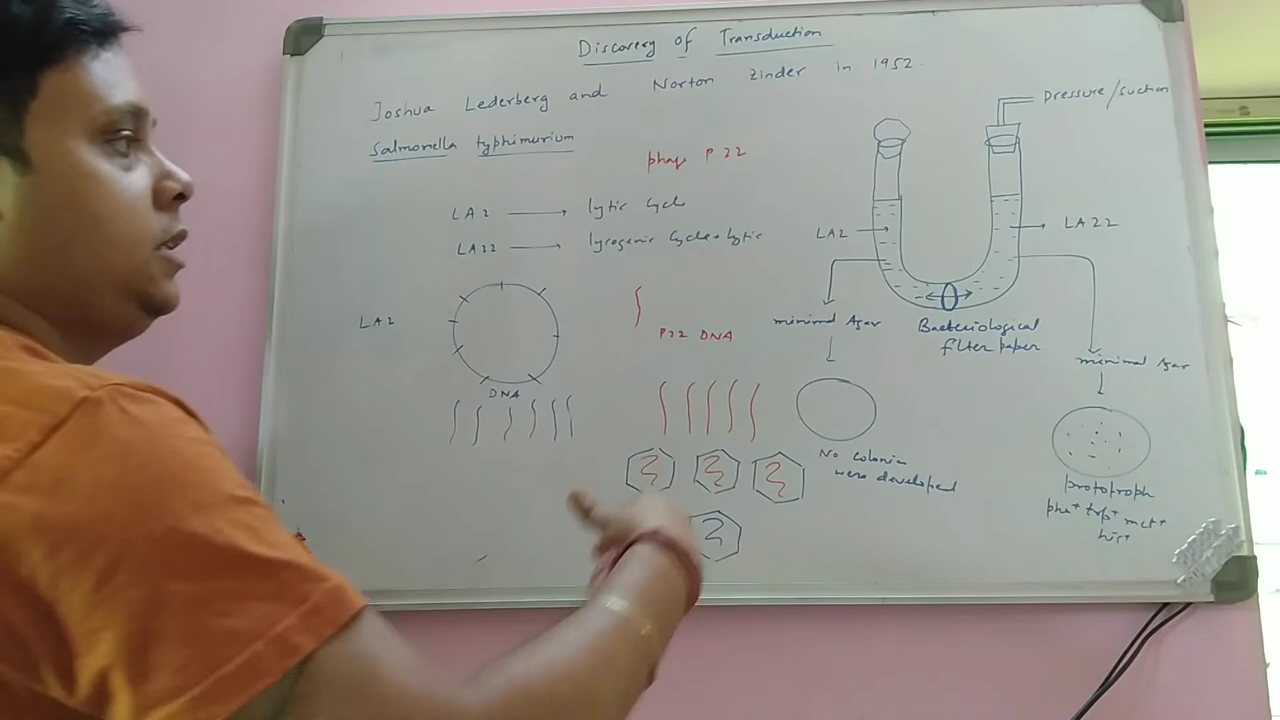 Discovery of Transduction
Joshua Lederberg and Norton Zinder in 1952.
Salmonella typhimurium
phage P 22
LA2 → lytic cycle
LA22 → lysogenic cycle→lytic
LA2
DNA
P22 DNA
pressure/suction
LA2
LA22
minimal Agar
Bacteriological
filter paper
minimal Agar
No colonies
were developed
prototroph
phe+ trp+ met+
his+